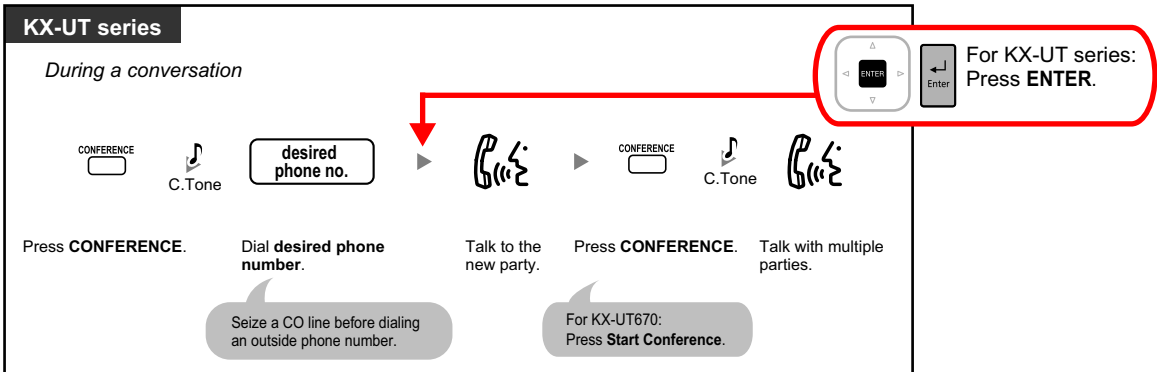 KX-UT series
During a conversation
For KX-UT series:
Press ENTER.
ENTER
Enter
CONFERENCE
C.Tone
desired
phone no.
CONFERENCE
C.Tone
Press CONFERENCE.
Dial desired phone
number.
Talk to the
new party.
Press CONFERENCE.
Talk with multiple
parties.
Seize a CO line before dialing
an outside phone number.
For KX-UT670:
Press Start Conference.